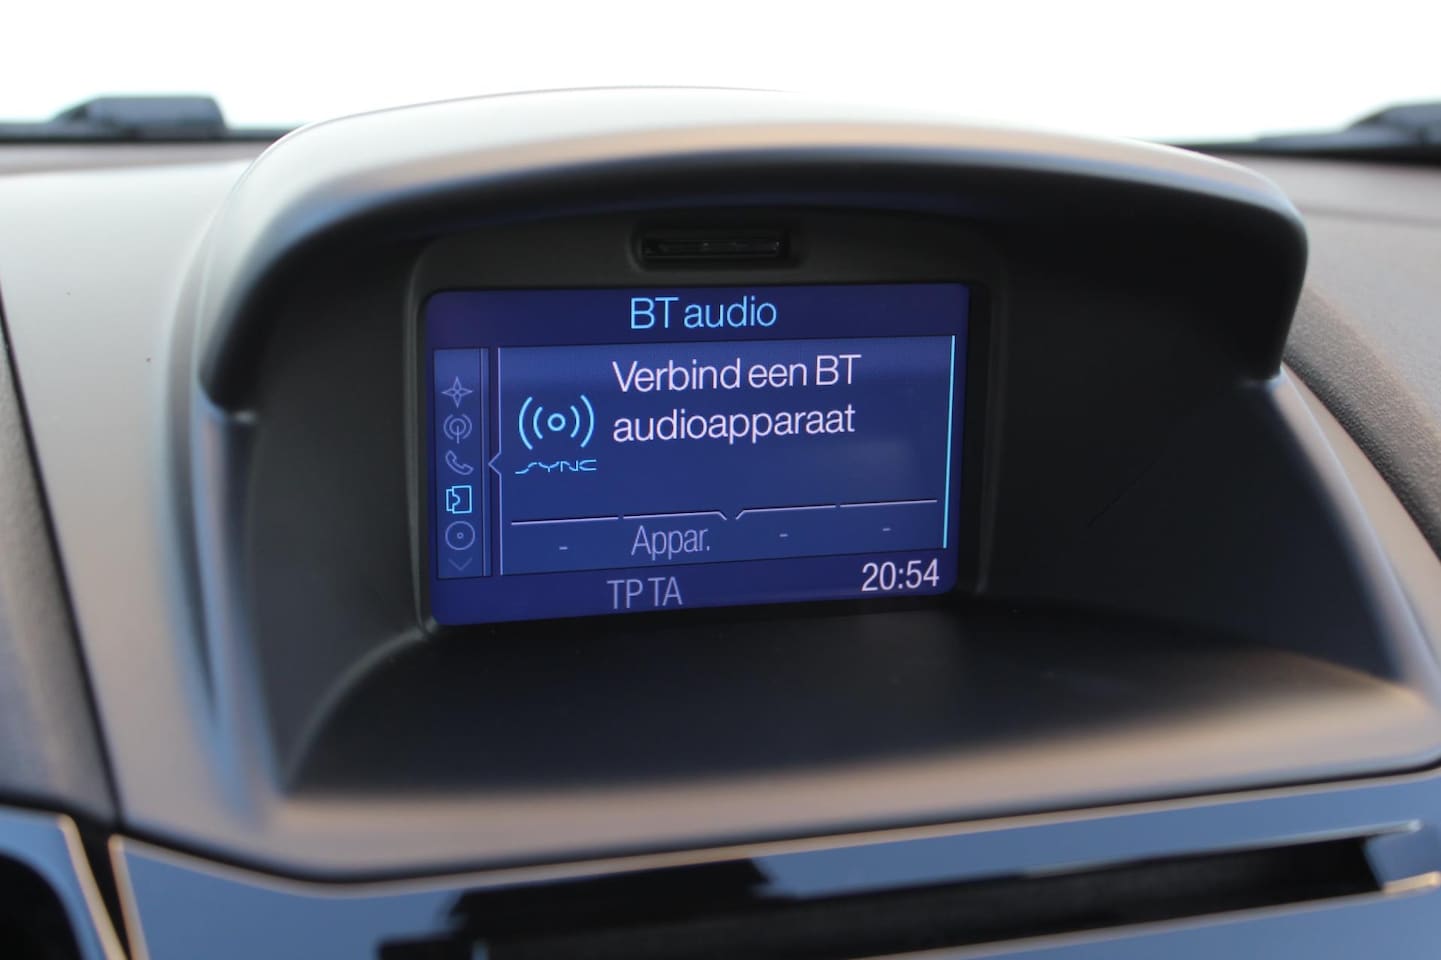 BT audio
Verbind een BT
audioapparaat
SYNC
- Appar. - -
TP TA
20:54